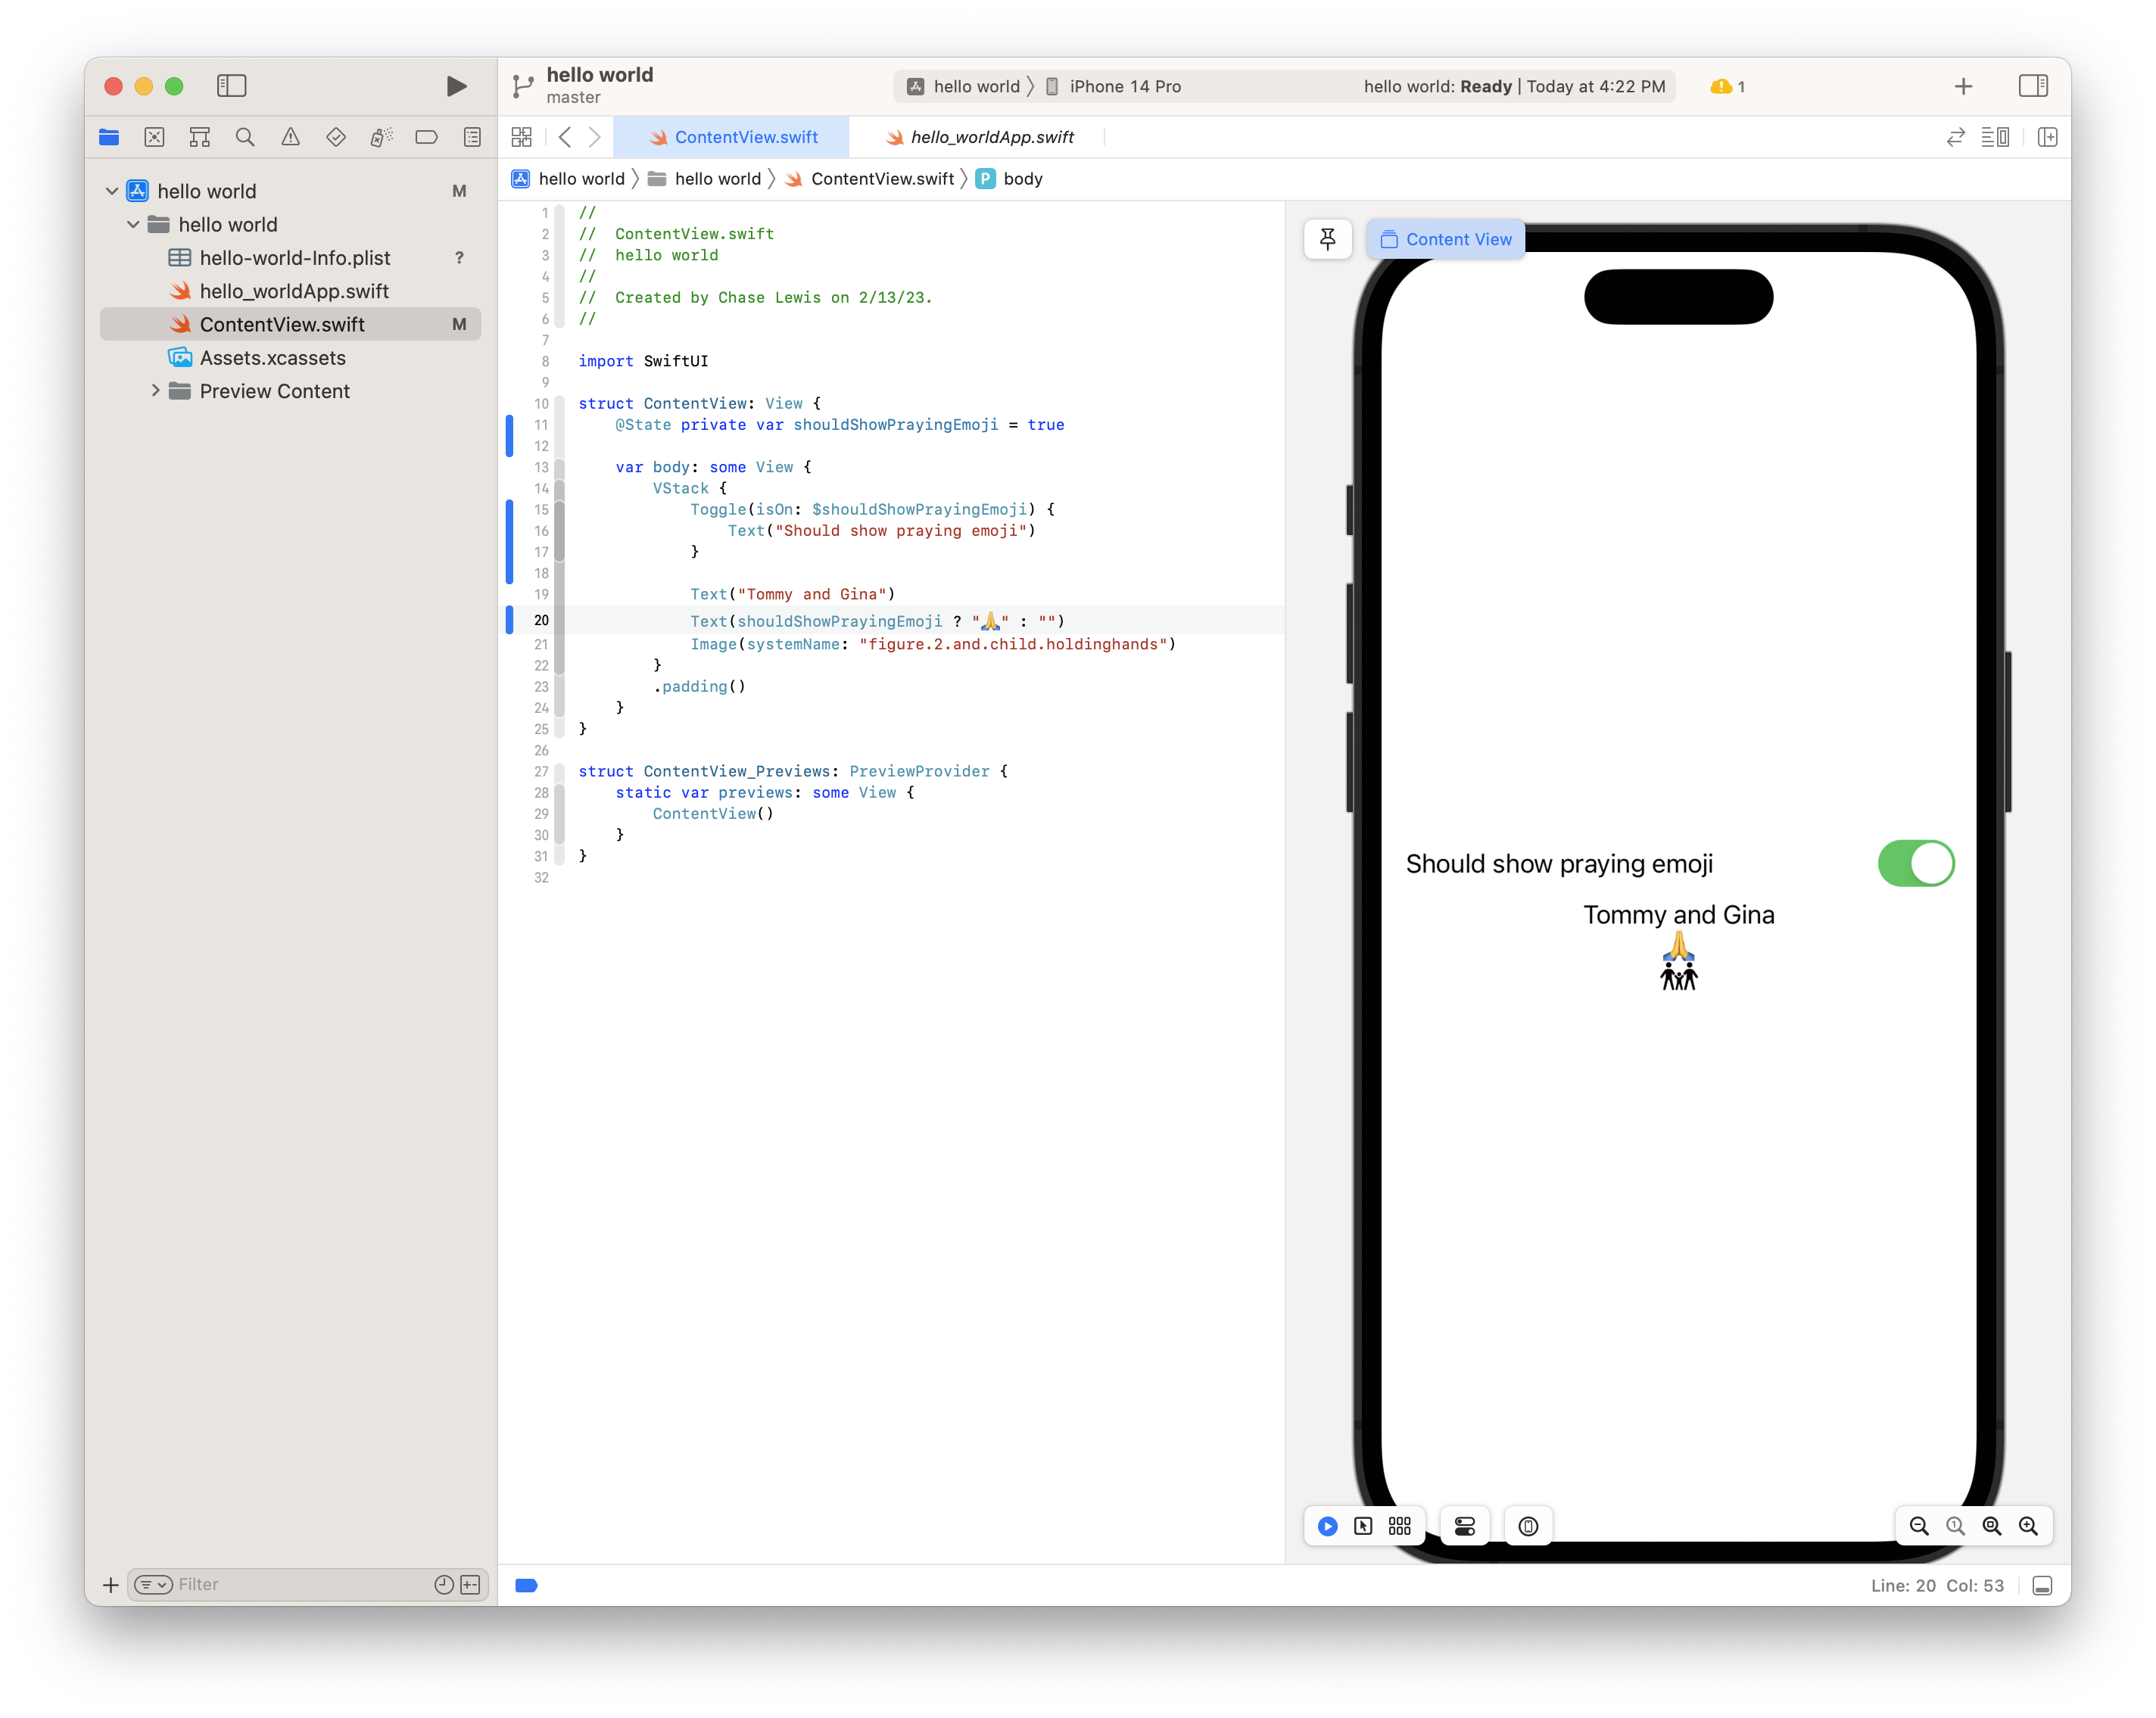 hello world
master
hello world 〉 iPhone 14 Pro
hello world: Ready | Today at 4:22 PM
1
ContentView.swift
hello_worldApp.swift
hello world 〉 hello world 〉 ContentView.swift 〉 P body
hello world M
hello world
hello-world-Info.plist ?
hello_worldApp.swift
ContentView.swift M
Assets.xcassets
Preview Content
1 //
2 //  ContentView.swift
3 //  hello world
4 //
5 //  Created by Chase Lewis on 2/13/23.
6 //
7
8 import SwiftUI
9
10 struct ContentView: View {
11     @State private var shouldShowPrayingEmoji = true
12
13     var body: some View {
14         VStack {
15             Toggle(isOn: $shouldShowPrayingEmoji) {
16                 Text("Should show praying emoji")
17             }
18
19             Text("Tommy and Gina")
20             Text(shouldShowPrayingEmoji ? "🙏" : "")
21             Image(systemName: "figure.2.and.child.holdinghands")
22         }
23         .padding()
24     }
25 }
26
27 struct ContentView_Previews: PreviewProvider {
28     static var previews: some View {
29         ContentView()
30     }
31 }
32
Content View
Should show praying emoji
Tommy and Gina
🙏
Filter
Line: 20 Col: 53